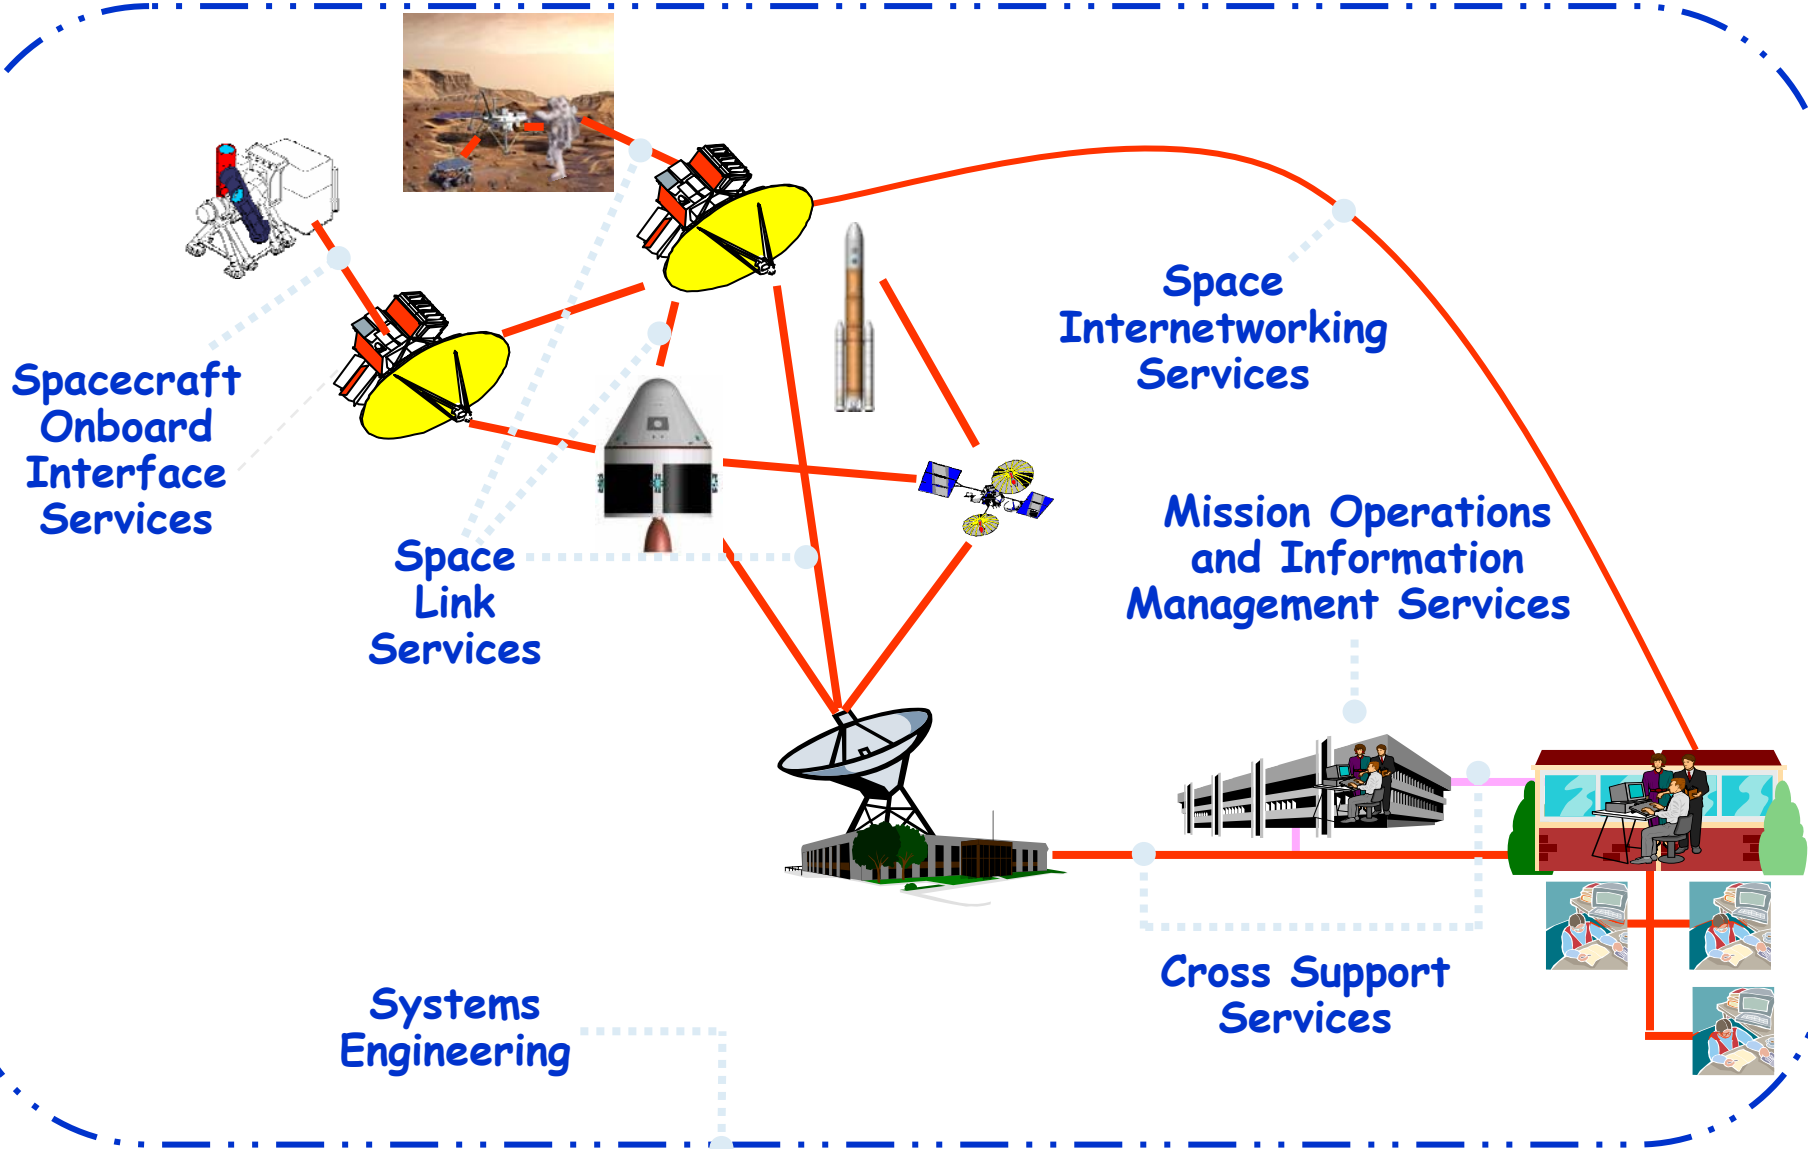 Space
Internetworking
Services
Spacecraft
Onboard
Interface
Services
Mission Operations
and Information
Management Services
Space
Link
Services
Cross Support
Services
Systems
Engineering